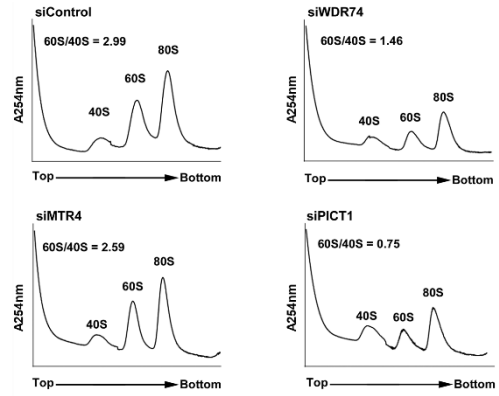 siControl
60S/40S = 2.99
80S
60S
40S
A254nm
Top
Bottom
siWDR74
60S/40S = 1.46
80S
60S
40S
A254nm
Top
Bottom
siMTR4
60S/40S = 2.59
80S
60S
40S
A254nm
Top
Bottom
siPICT1
60S/40S = 0.75
80S
40S
60S
A254nm
Top
Bottom